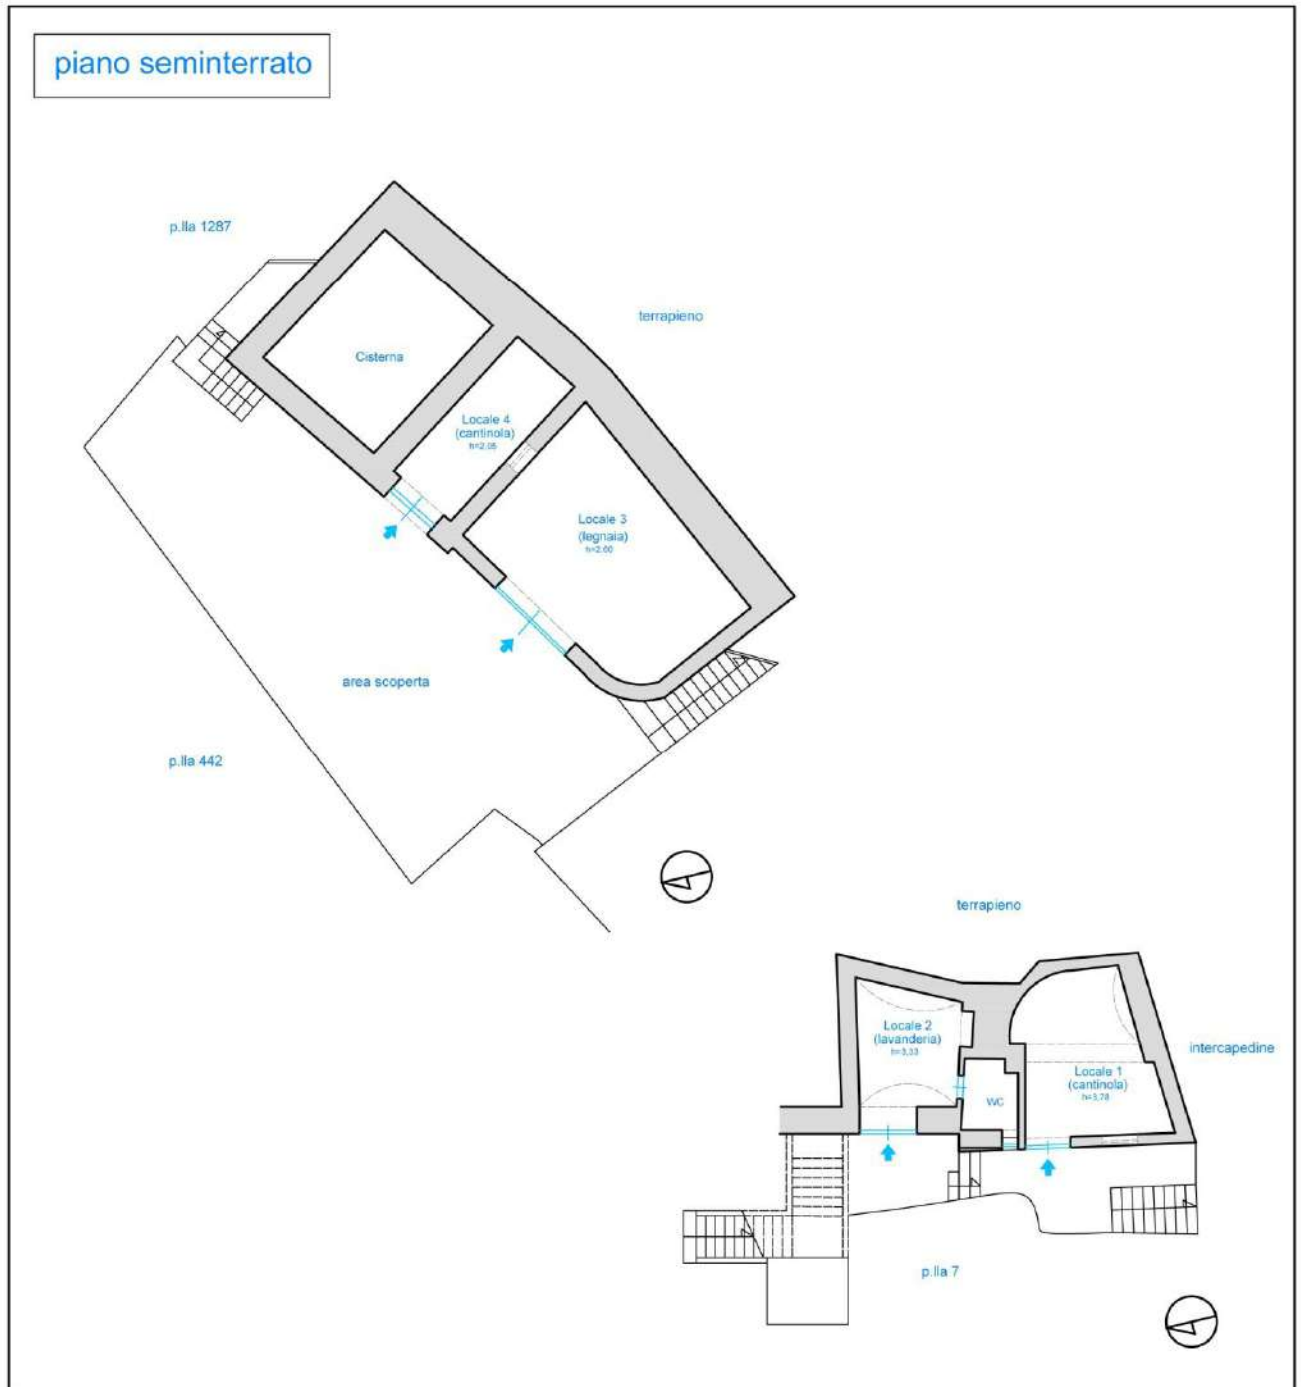 piano seminterrato
p.lla 1287
terrapieno
Cisterna
Locale 4
(cantinola)
h=2,05
Locale 3
(legnaia)
h=2,60
area scoperta
p.lla 442
terrapieno
Locale 2
(lavanderia)
h=3,33
intercapedine
Locale 1
(cantinola)
h=3,78
WC
p.lla 7